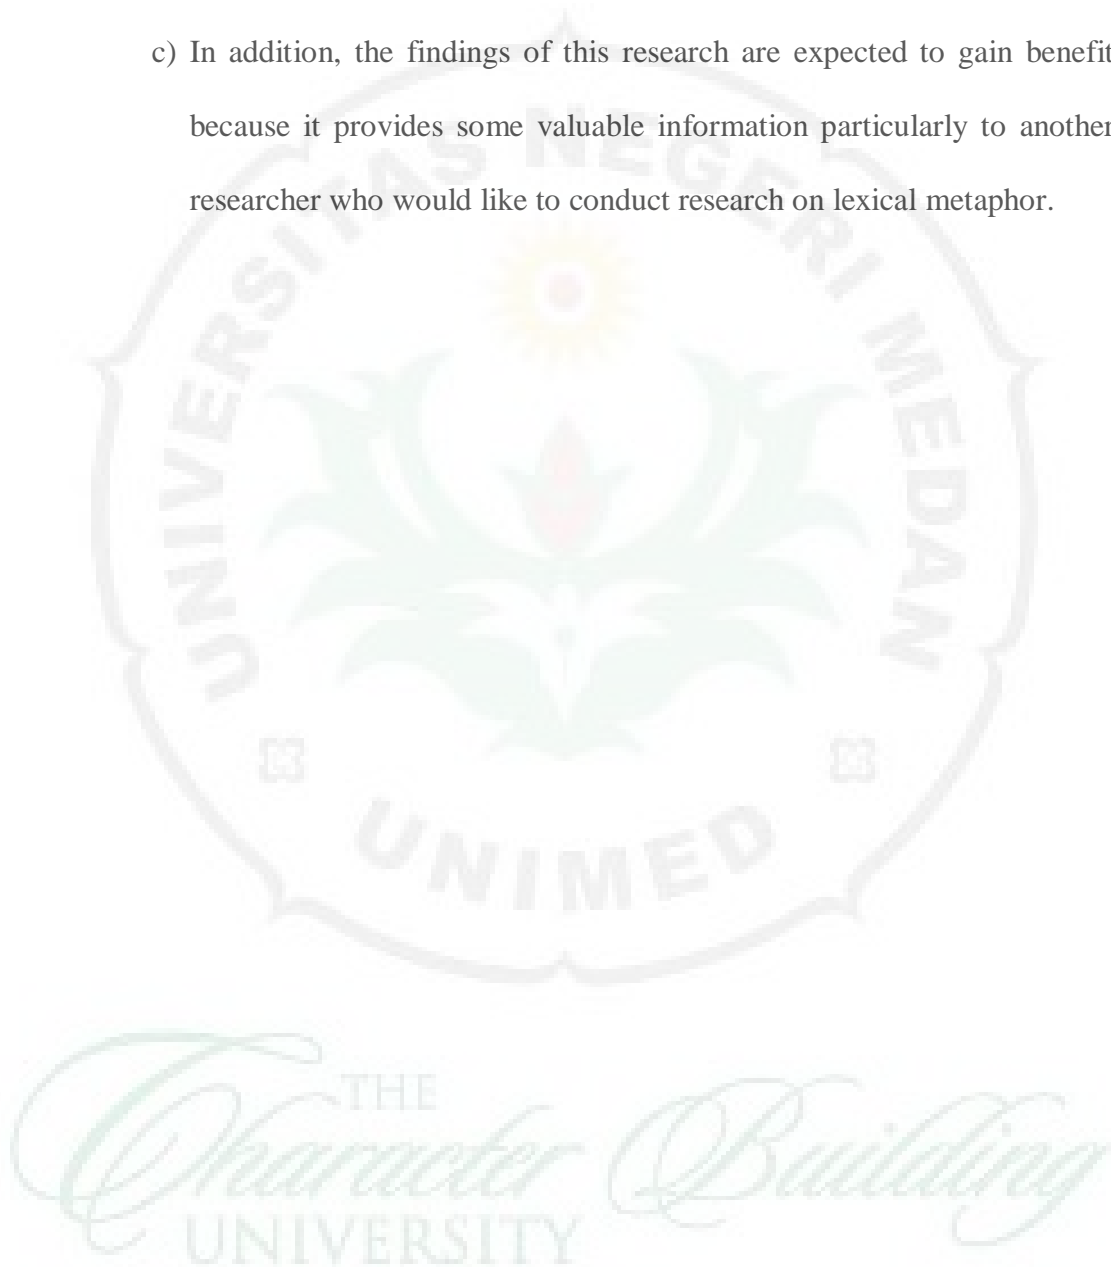 c) In addition, the findings of this research are expected to gain benefit
because it provides some valuable information particularly to another
researcher who would like to conduct research on lexical metaphor.
UNIVERSITAS NEGERI MEDAN
UNIMED
THE
Character Building
UNIVERSITY